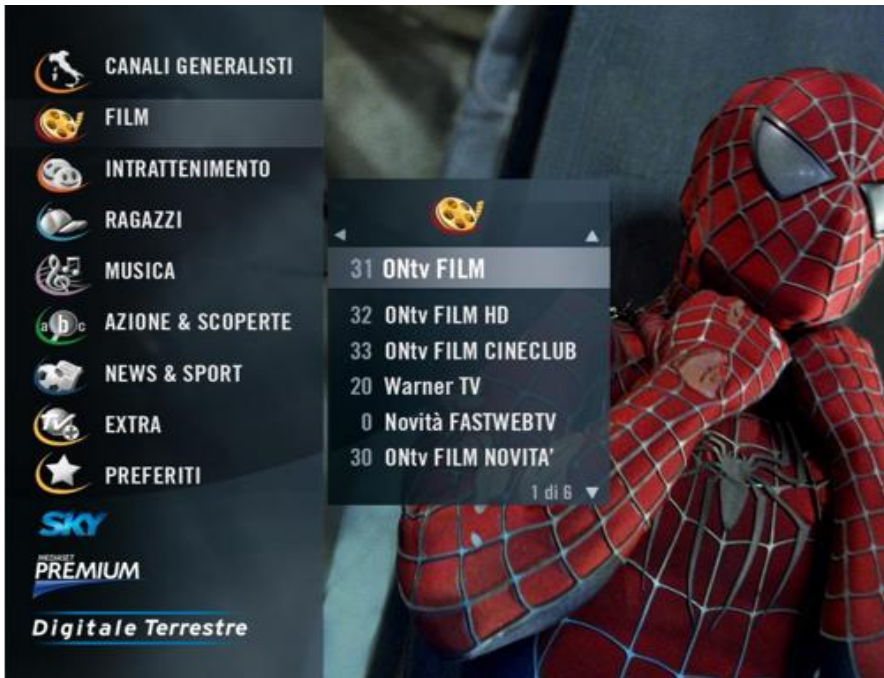 CANALI GENERALISTI
FILM
INTRATTENIMENTO
RAGAZZI
MUSICA
a b c
AZIONE & SCOPERTE
NEWS & SPORT
TV
EXTRA
PREFERITI
SKY
MEDIASET
PREMIUM
Digitale Terrestre
31 ONtv FILM
32 ONtv FILM HD
33 ONtv FILM CINECLUB
20 Warner TV
0 Novità FASTWEBTV
30 ONtv FILM NOVITA'
1 di 6